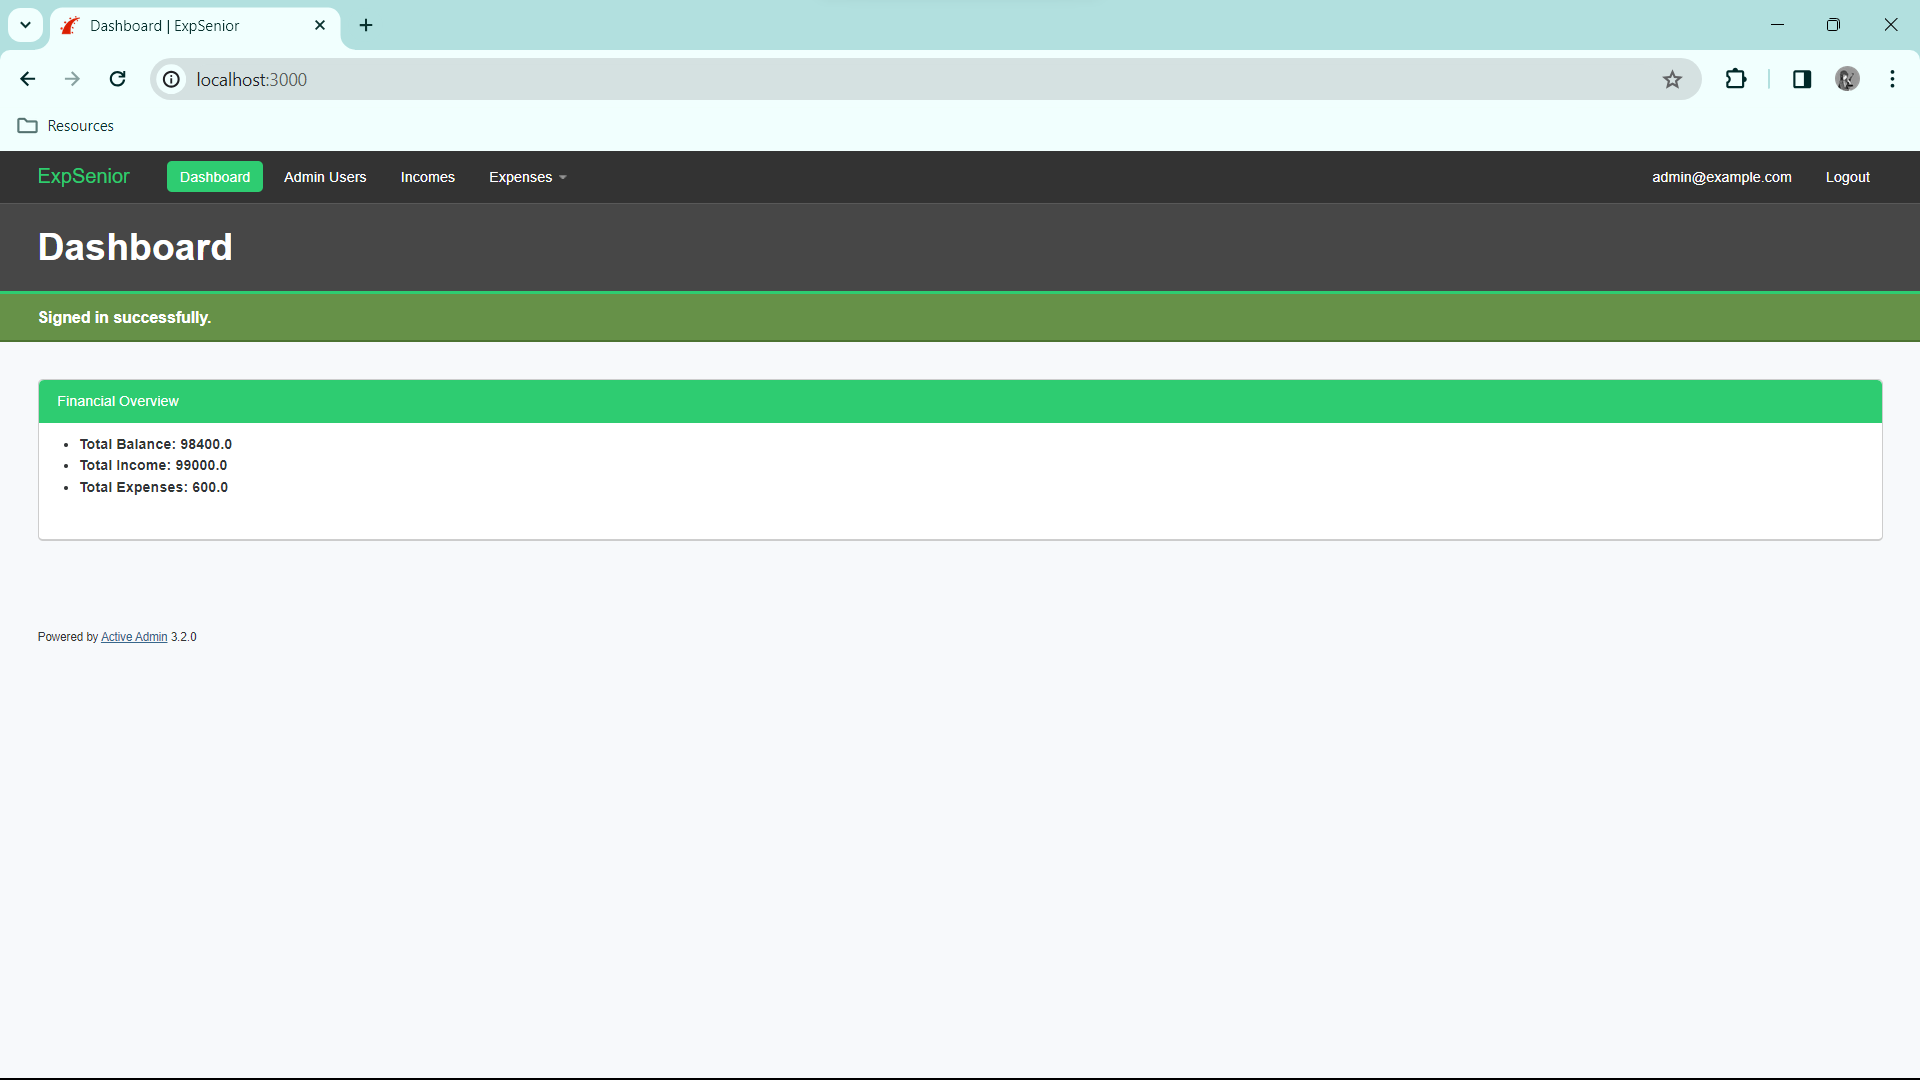 Dashboard | ExpSenior
localhost:3000
Resources
ExpSenior Dashboard Admin Users Incomes Expenses admin@example.com Logout
Dashboard
Signed in successfully.
Financial Overview
Total Balance: 98400.0
Total Income: 99000.0
Total Expenses: 600.0
Powered by Active Admin 3.2.0